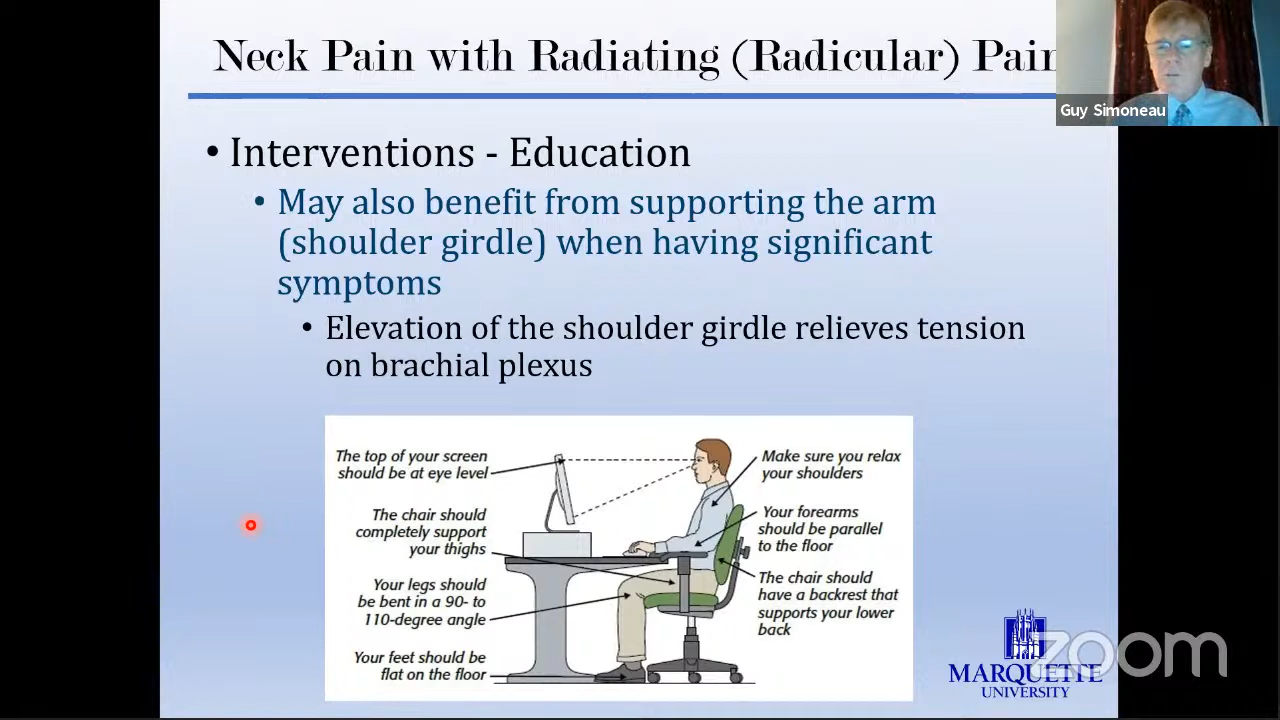 Neck Pain with Radiating (Radicular) Pain
Guy Simoneau
• Interventions - Education
• May also benefit from supporting the arm
(shoulder girdle) when having significant
symptoms
• Elevation of the shoulder girdle relieves tension
on brachial plexus
The top of your screen
should be at eye level
The chair should
completely support
your thighs
Your legs should
be bent in a 90- to
110-degree angle
Your feet should be
flat on the floor
Make sure you relax
your shoulders
Your forearms
should be parallel
to the floor
The chair should
have a backrest that
supports your lower
back
zoom
MARQUETTE
UNIVERSITY